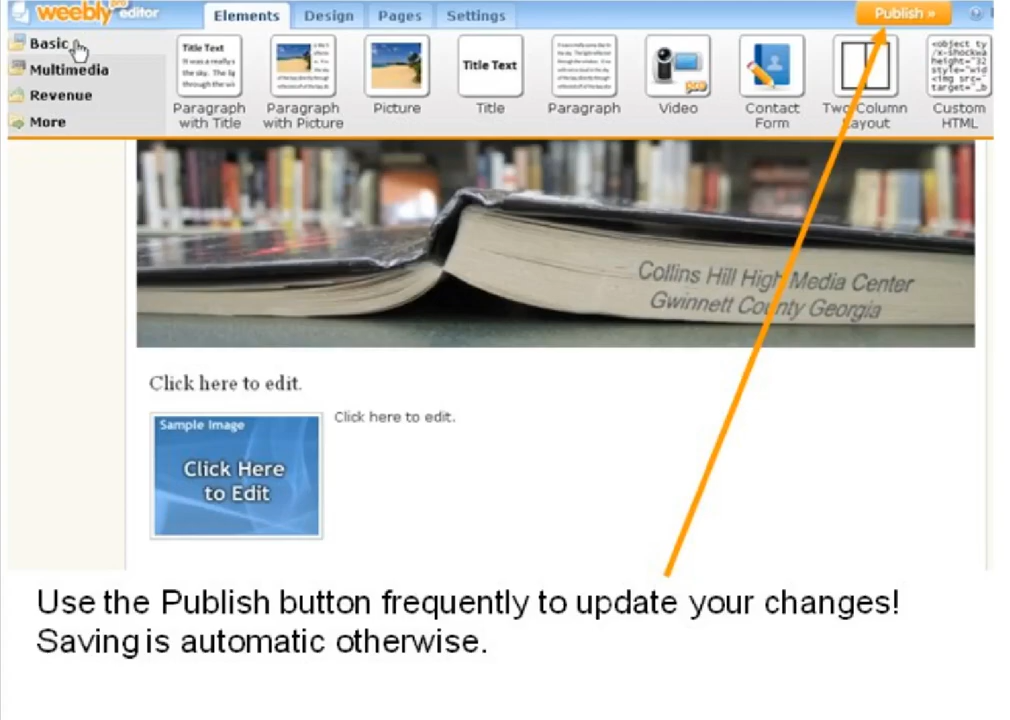 weebly pro editor
Elements Design Pages Settings
Publish »
Basic
Multimedia
Revenue
More
Title Text
Title Text
Paragraph with Title
Paragraph with Picture
Picture
Title
Paragraph
Video
Contact Form
Two Column Layout
Custom HTML
Collins Hill High Media Center
Gwinnett County Georgia
Click here to edit.
Sample Image
Click Here
to Edit
Click here to edit.
Use the Publish button frequently to update your changes!
Saving is automatic otherwise.